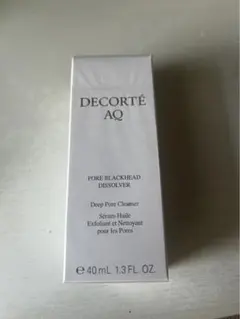 DECORTÉ
AQ
PORE BLACKHEAD
DISSOLVER
Deep Pore Cleanser
Sérum-Huile
Exfoliant et Nettoyant
pour les Pores
e 40 mL 1.3 FL. OZ.